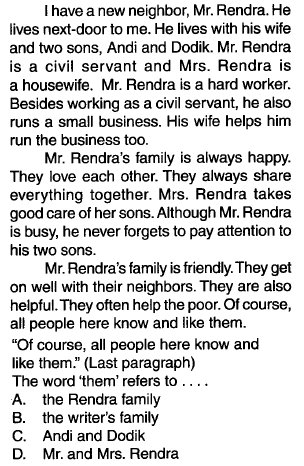 I have a new neighbor, Mr. Rendra. He
lives next-door to me. He lives with his wife
and two sons, Andi and Dodik. Mr. Rendra
is a civil servant and Mrs. Rendra is
a housewife. Mr. Rendra is a hard worker.
Besides working as a civil servant, he also
runs a small business. His wife helps him
run the business too.
Mr. Rendra's family is always happy.
They love each other. They always share
everything together. Mrs. Rendra takes
good care of her sons. Although Mr. Rendra
is busy, he never forgets to pay attention to
his two sons.
Mr. Rendra's family is friendly. They get
on well with their neighbors. They are also
helpful. They often help the poor. Of course,
all people here know and like them.
“Of course, all people here know and
like them.” (Last paragraph)
The word ‘them’ refers to . . . .
A. the Rendra family
B. the writer's family
C. Andi and Dodik
D. Mr. and Mrs. Rendra